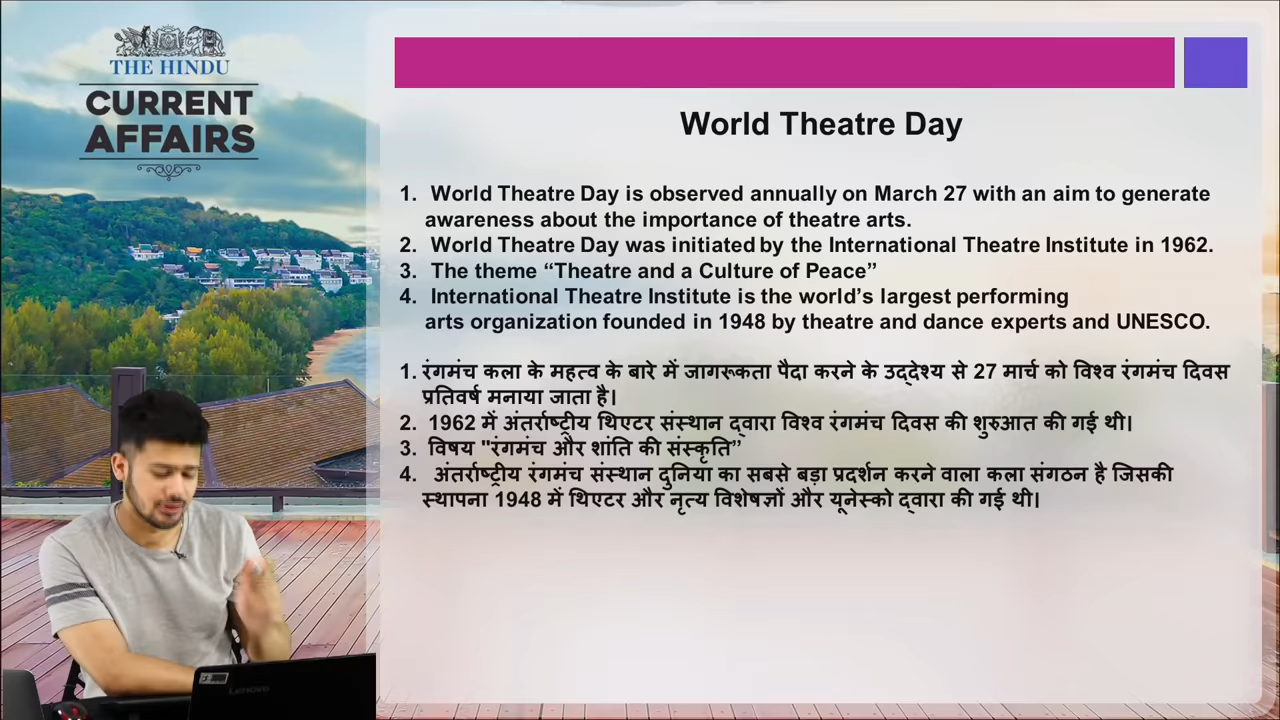 THE HINDU
CURRENT
AFFAIRS
World Theatre Day
1. World Theatre Day is observed annually on March 27 with an aim to generate
awareness about the importance of theatre arts.
2. World Theatre Day was initiated by the International Theatre Institute in 1962.
3. The theme “Theatre and a Culture of Peace”
4. International Theatre Institute is the world’s largest performing
arts organization founded in 1948 by theatre and dance experts and UNESCO.
1. रंगमंच कला के महत्व के बारे में जागरूकता पैदा करने के उद्देश्य से 27 मार्च को विश्व रंगमंच दिवस
प्रतिवर्ष मनाया जाता है।
2. 1962 में अंतर्राष्ट्रीय थिएटर संस्थान द्वारा विश्व रंगमंच दिवस की शुरुआत की गई थी।
3. विषय "रंगमंच और शांति की संस्कृति”
4. अंतर्राष्ट्रीय रंगमंच संस्थान दुनिया का सबसे बड़ा प्रदर्शन करने वाला कला संगठन है जिसकी
स्थापना 1948 में थिएटर और नृत्य विशेषज्ञों और यूनेस्को द्वारा की गई थी।
Lenovo